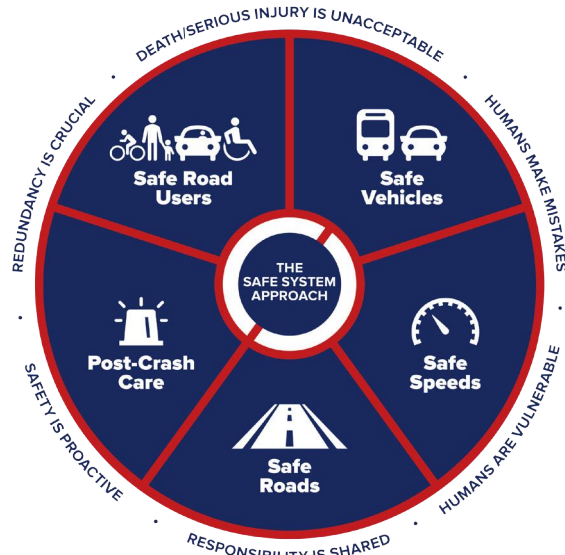 DEATH/SERIOUS INJURY IS UNACCEPTABLE
HUMANS MAKE MISTAKES
HUMANS ARE VULNERABLE
RESPONSIBILITY IS SHARED
SAFETY IS PROACTIVE
REDUNDANCY IS CRUCIAL
Safe Road
Users
Safe
Vehicles
Safe
Speeds
Safe
Roads
Post-Crash
Care
THE
SAFE SYSTEM
APPROACH